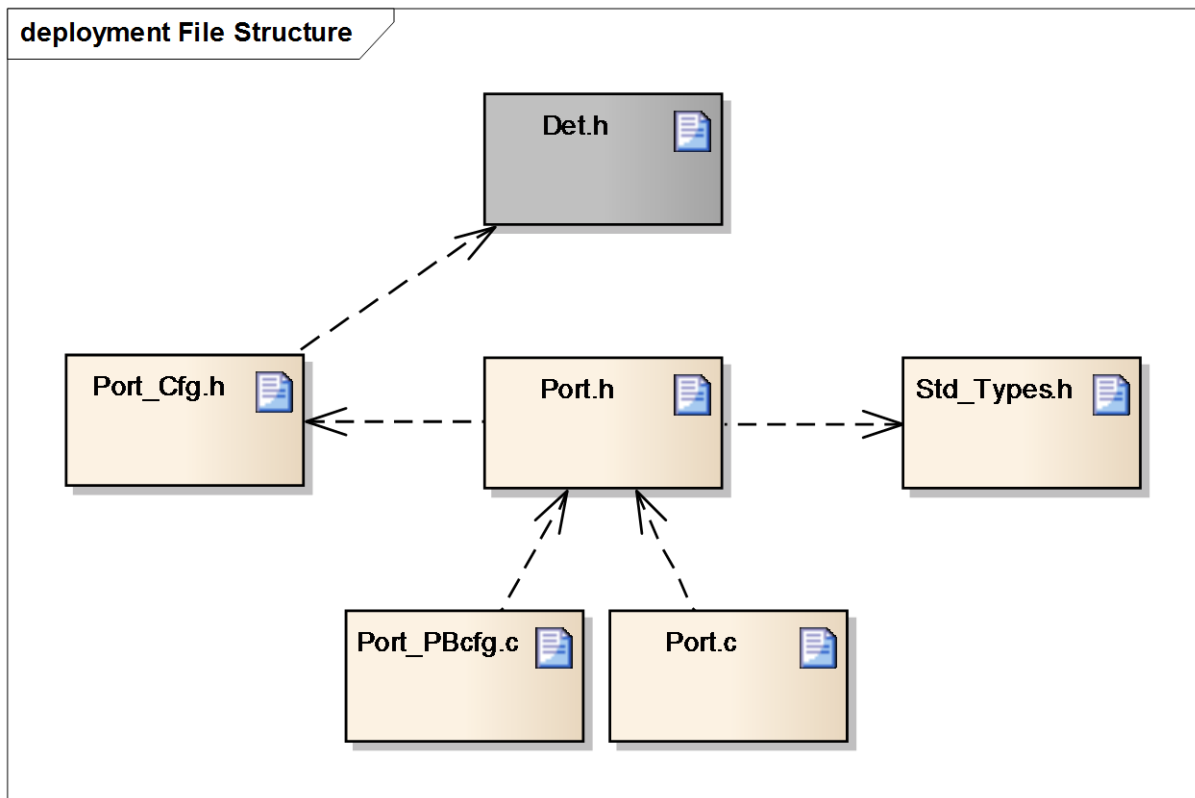 deployment File Structure
Det.h
Port_Cfg.h
Port.h
Std_Types.h
Port_PBcfg.c
Port.c